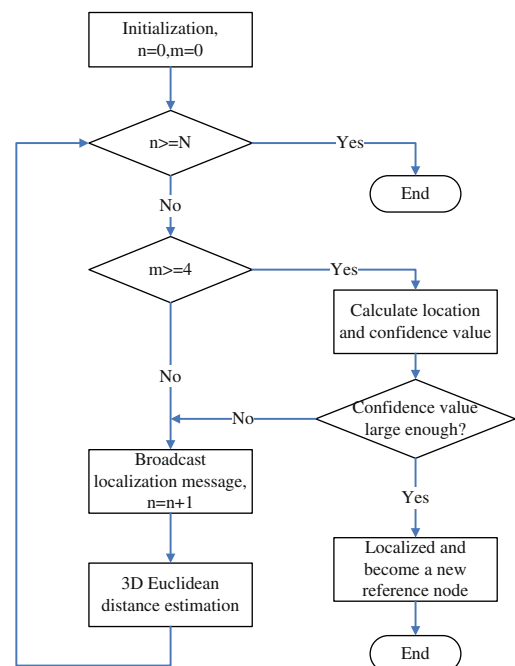 Initialization,
n=0,m=0
n>=N
Yes
End
No
m>=4
Yes
Calculate location
and confidence value
No
Confidence value
large enough?
No
Broadcast
localization message,
n=n+1
Yes
3D Euclidean
distance estimation
Localized and
become a new
reference node
End